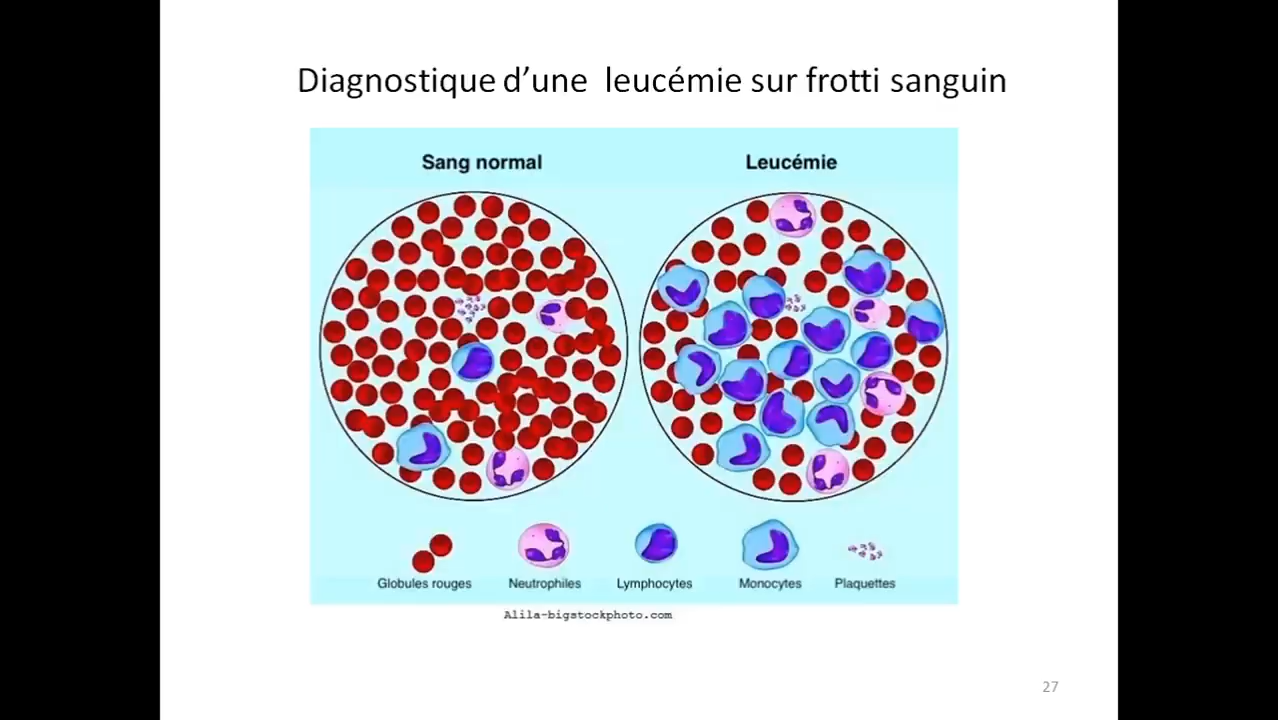 Diagnostique d’une  leucémie sur frotti sanguin
Sang normal
Leucémie
Globules rouges
Neutrophiles
Lymphocytes
Monocytes
Plaquettes
Alila-bigstockphoto.com
27